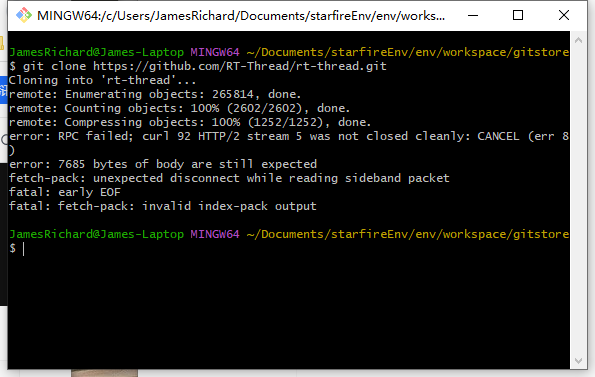 MINGW64:/c/Users/JamesRichard/Documents/starfireEnv/env/works...
JamesRichard@James-Laptop MINGW64 ~/Documents/starfireEnv/env/workspace/gitstore
$ git clone https://github.com/RT-Thread/rt-thread.git
Cloning into 'rt-thread'...
remote: Enumerating objects: 265814, done.
remote: Counting objects: 100% (2602/2602), done.
remote: Compressing objects: 100% (1252/1252), done.
error: RPC failed; curl 92 HTTP/2 stream 5 was not closed cleanly: CANCEL (err 8
)
error: 7685 bytes of body are still expected
fetch-pack: unexpected disconnect while reading sideband packet
fatal: early EOF
fatal: fetch-pack: invalid index-pack output
JamesRichard@James-Laptop MINGW64 ~/Documents/starfireEnv/env/workspace/gitstore
$